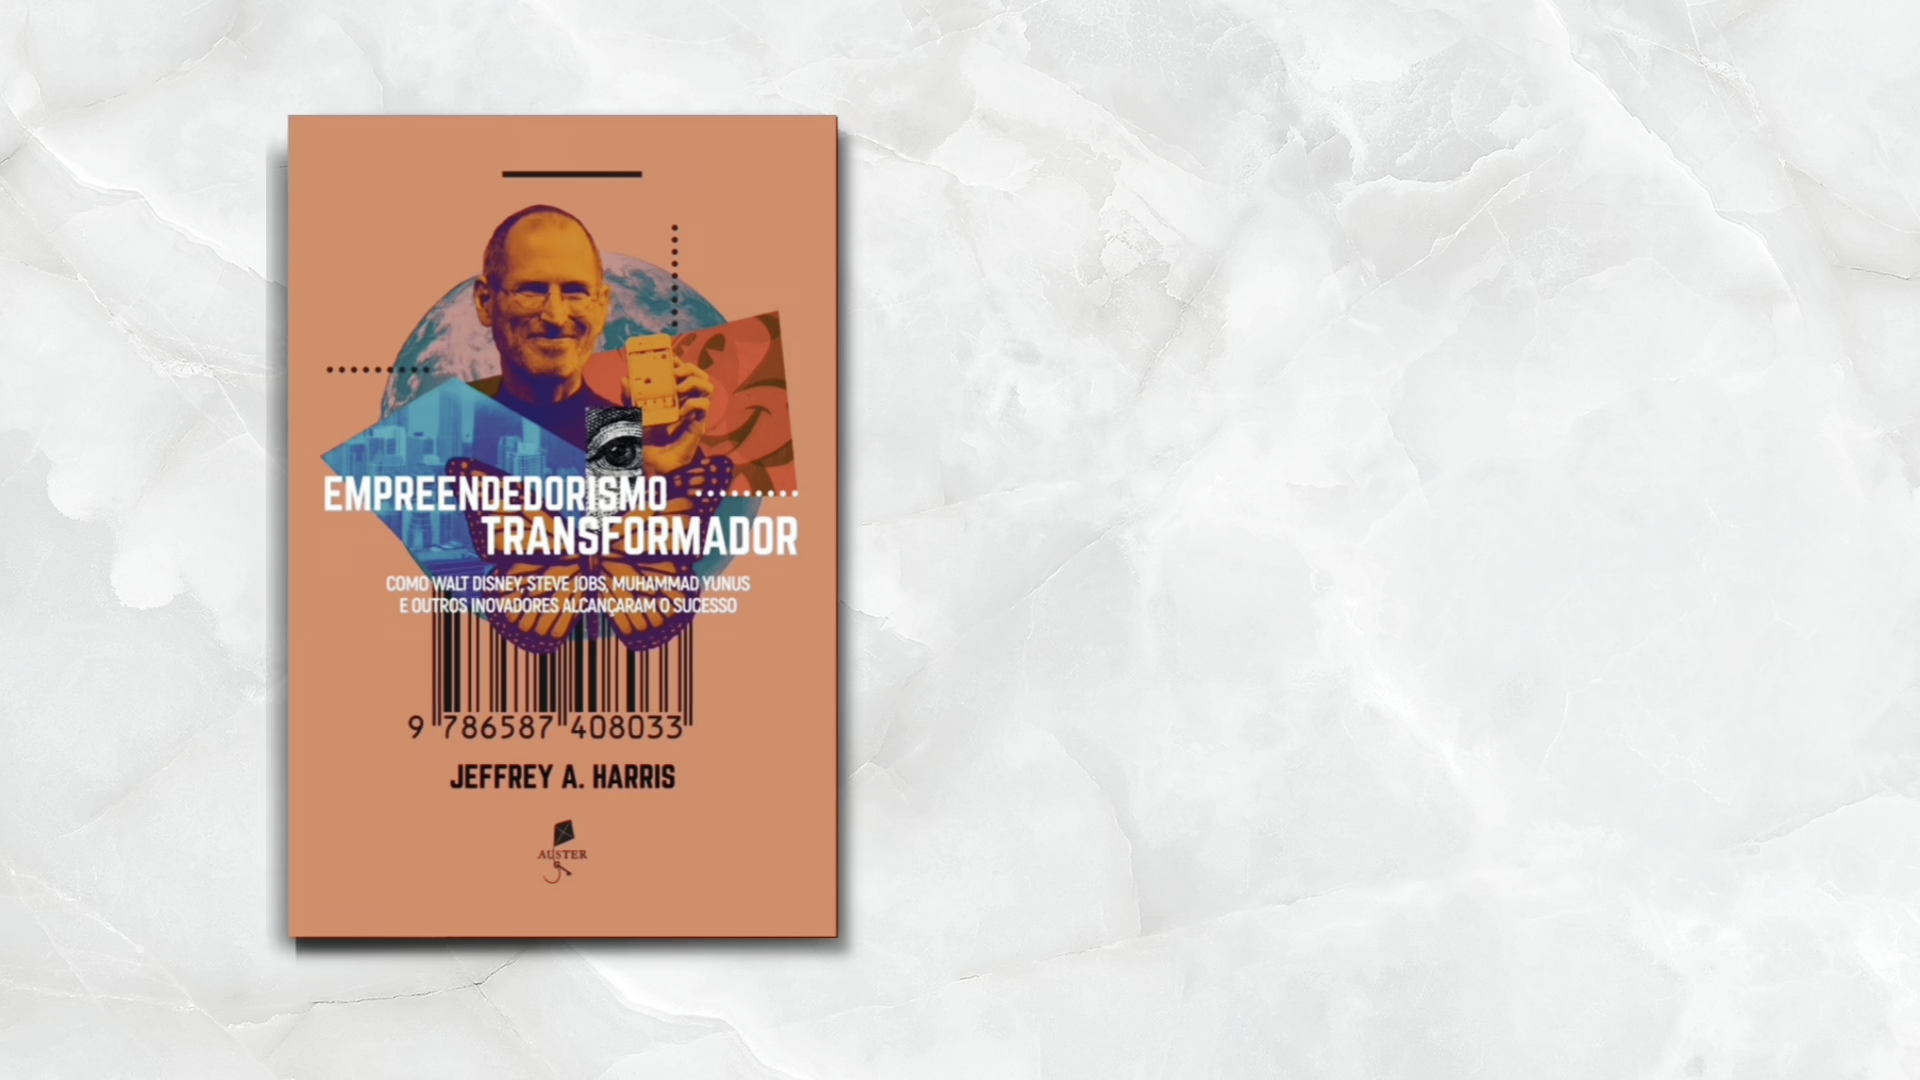 EMPREENDEDORISMO
TRANSFORMADOR
COMO WALT DISNEY, STEVE JOBS, MUHAMMAD YUNUS
E OUTROS INOVADORES ALCANÇARAM O SUCESSO
9 786587 408033
JEFFREY A. HARRIS
AUSTER